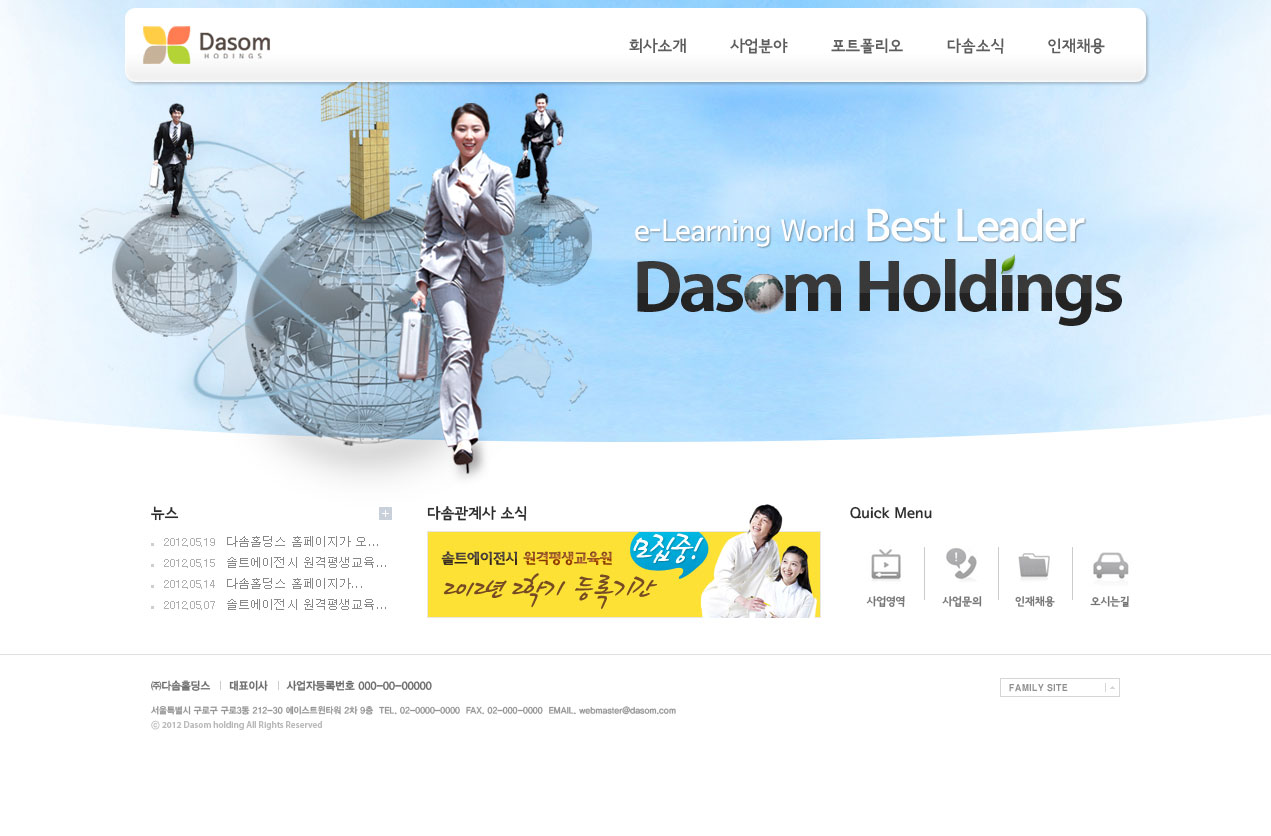 Dasom
HODINGS
회사소개 사업분야 포트폴리오 다솜소식 인재채용
e-Learning World Best Leader
Dasom Holdings
뉴스
2012.05.19 다솜홀딩스 홈페이지가 오...
2012.05.15 솔트에이전시 원격평생교육...
2012.05.14 다솜홀딩스 홈페이지가...
2012.05.07 솔트에이전시 원격평생교육...
다솜관계사 소식
솔트에이전시 원격평생교육원 모집중!
2012년 2학기 등록기간
Quick Menu
사업영역 사업문의 인재채용 오시는길
㈜다솜홀딩스 대표이사 사업자등록번호 000-00-00000
서울특별시 구로구 구로3동 212-30 에이스트윈타워 2차 9층 TEL. 02-0000-0000 FAX. 02-000-0000 EMAIL. webmaster@dasom.com
ⓒ 2012 Dasom holding All Rights Reserved
FAMILY SITE